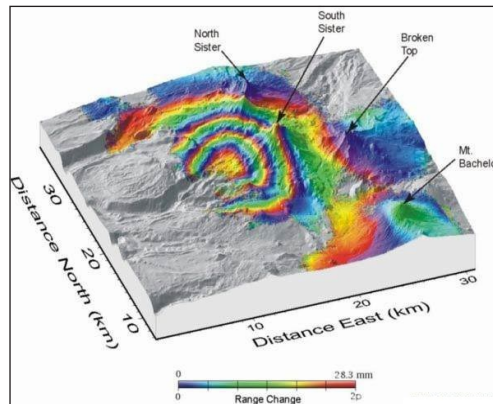 North
Sister
South
Sister
Broken
Top
Mt.
Bachelo
Distance North (km)
30
20
10
10
20
30
Distance East (km)
0
28.3 mm
0
2p
Range Change